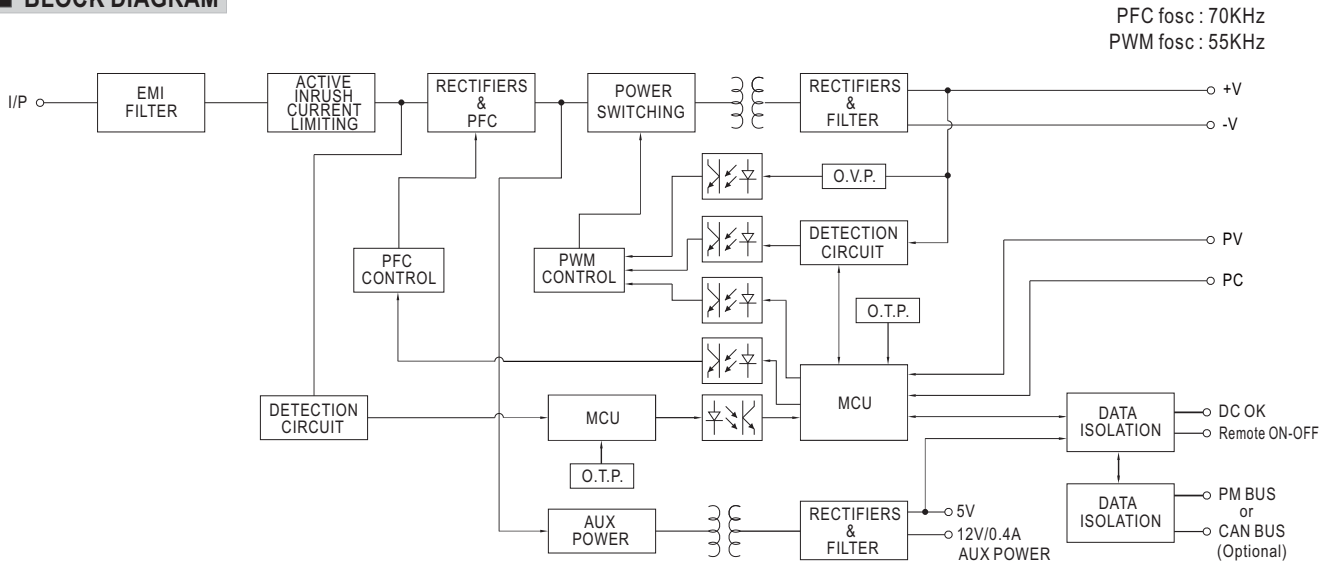 ■ BLOCK DIAGRAM
PFC fosc : 70KHz
PWM fosc : 55KHz
I/P
EMI
FILTER
ACTIVE
INRUSH
CURRENT
LIMITING
RECTIFIERS
&
PFC
POWER
SWITCHING
RECTIFIERS
&
FILTER
+V
-V
O.V.P.
DETECTION
CIRCUIT
PFC
CONTROL
PWM
CONTROL
PV
PC
O.T.P.
MCU
DETECTION
CIRCUIT
MCU
O.T.P.
DATA
ISOLATION
DC OK
Remote ON-OFF
DATA
ISOLATION
PM BUS
or
CAN BUS
(Optional)
AUX
POWER
RECTIFIERS
&
FILTER
5V
12V/0.4A
AUX POWER